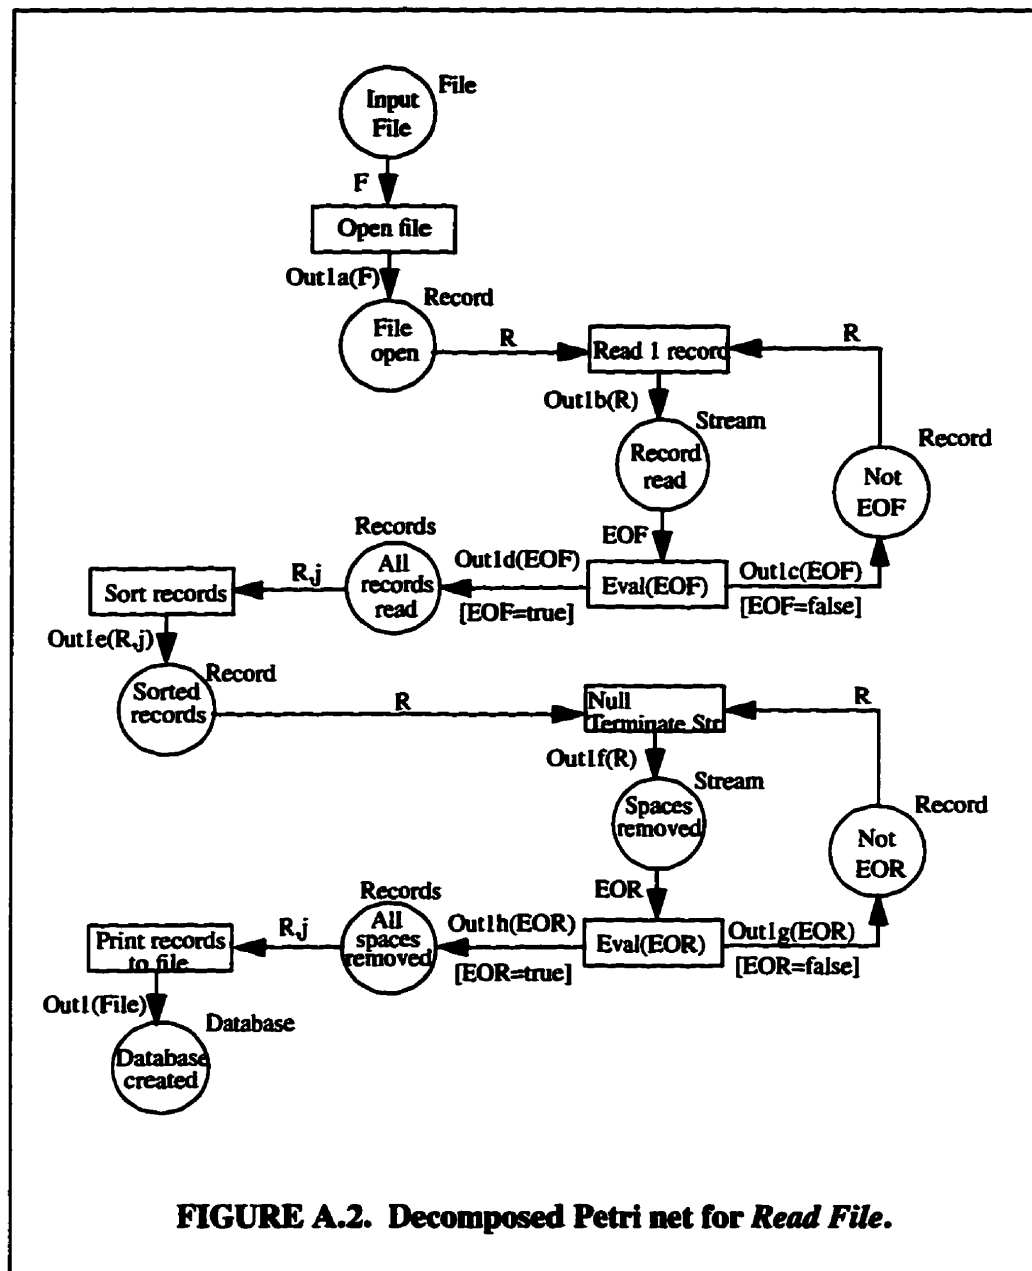 File
Input
File
F
Open file
Out1a(F)
Record
File
open
R
Read 1 record
R
Out1b(R)
Stream
Record
read
Record
Not
EOF
EOF
Records
All
records
read
Out1d(EOF)
[EOF=true]
Eval(EOF)
Out1c(EOF)
[EOF=false]
R,j
Sort records
Out1e(R,j)
Record
Sorted
records
R
Null
Terminate Str
R
Out1f(R)
Stream
Spaces
removed
Record
Not
EOR
EOR
Records
All
spaces
removed
Out1h(EOR)
[EOR=true]
Eval(EOR)
Out1g(EOR)
[EOR=false]
R,j
Print records
to file
Out1(File)
Database
Database
created
FIGURE A.2. Decomposed Petri net for Read File.